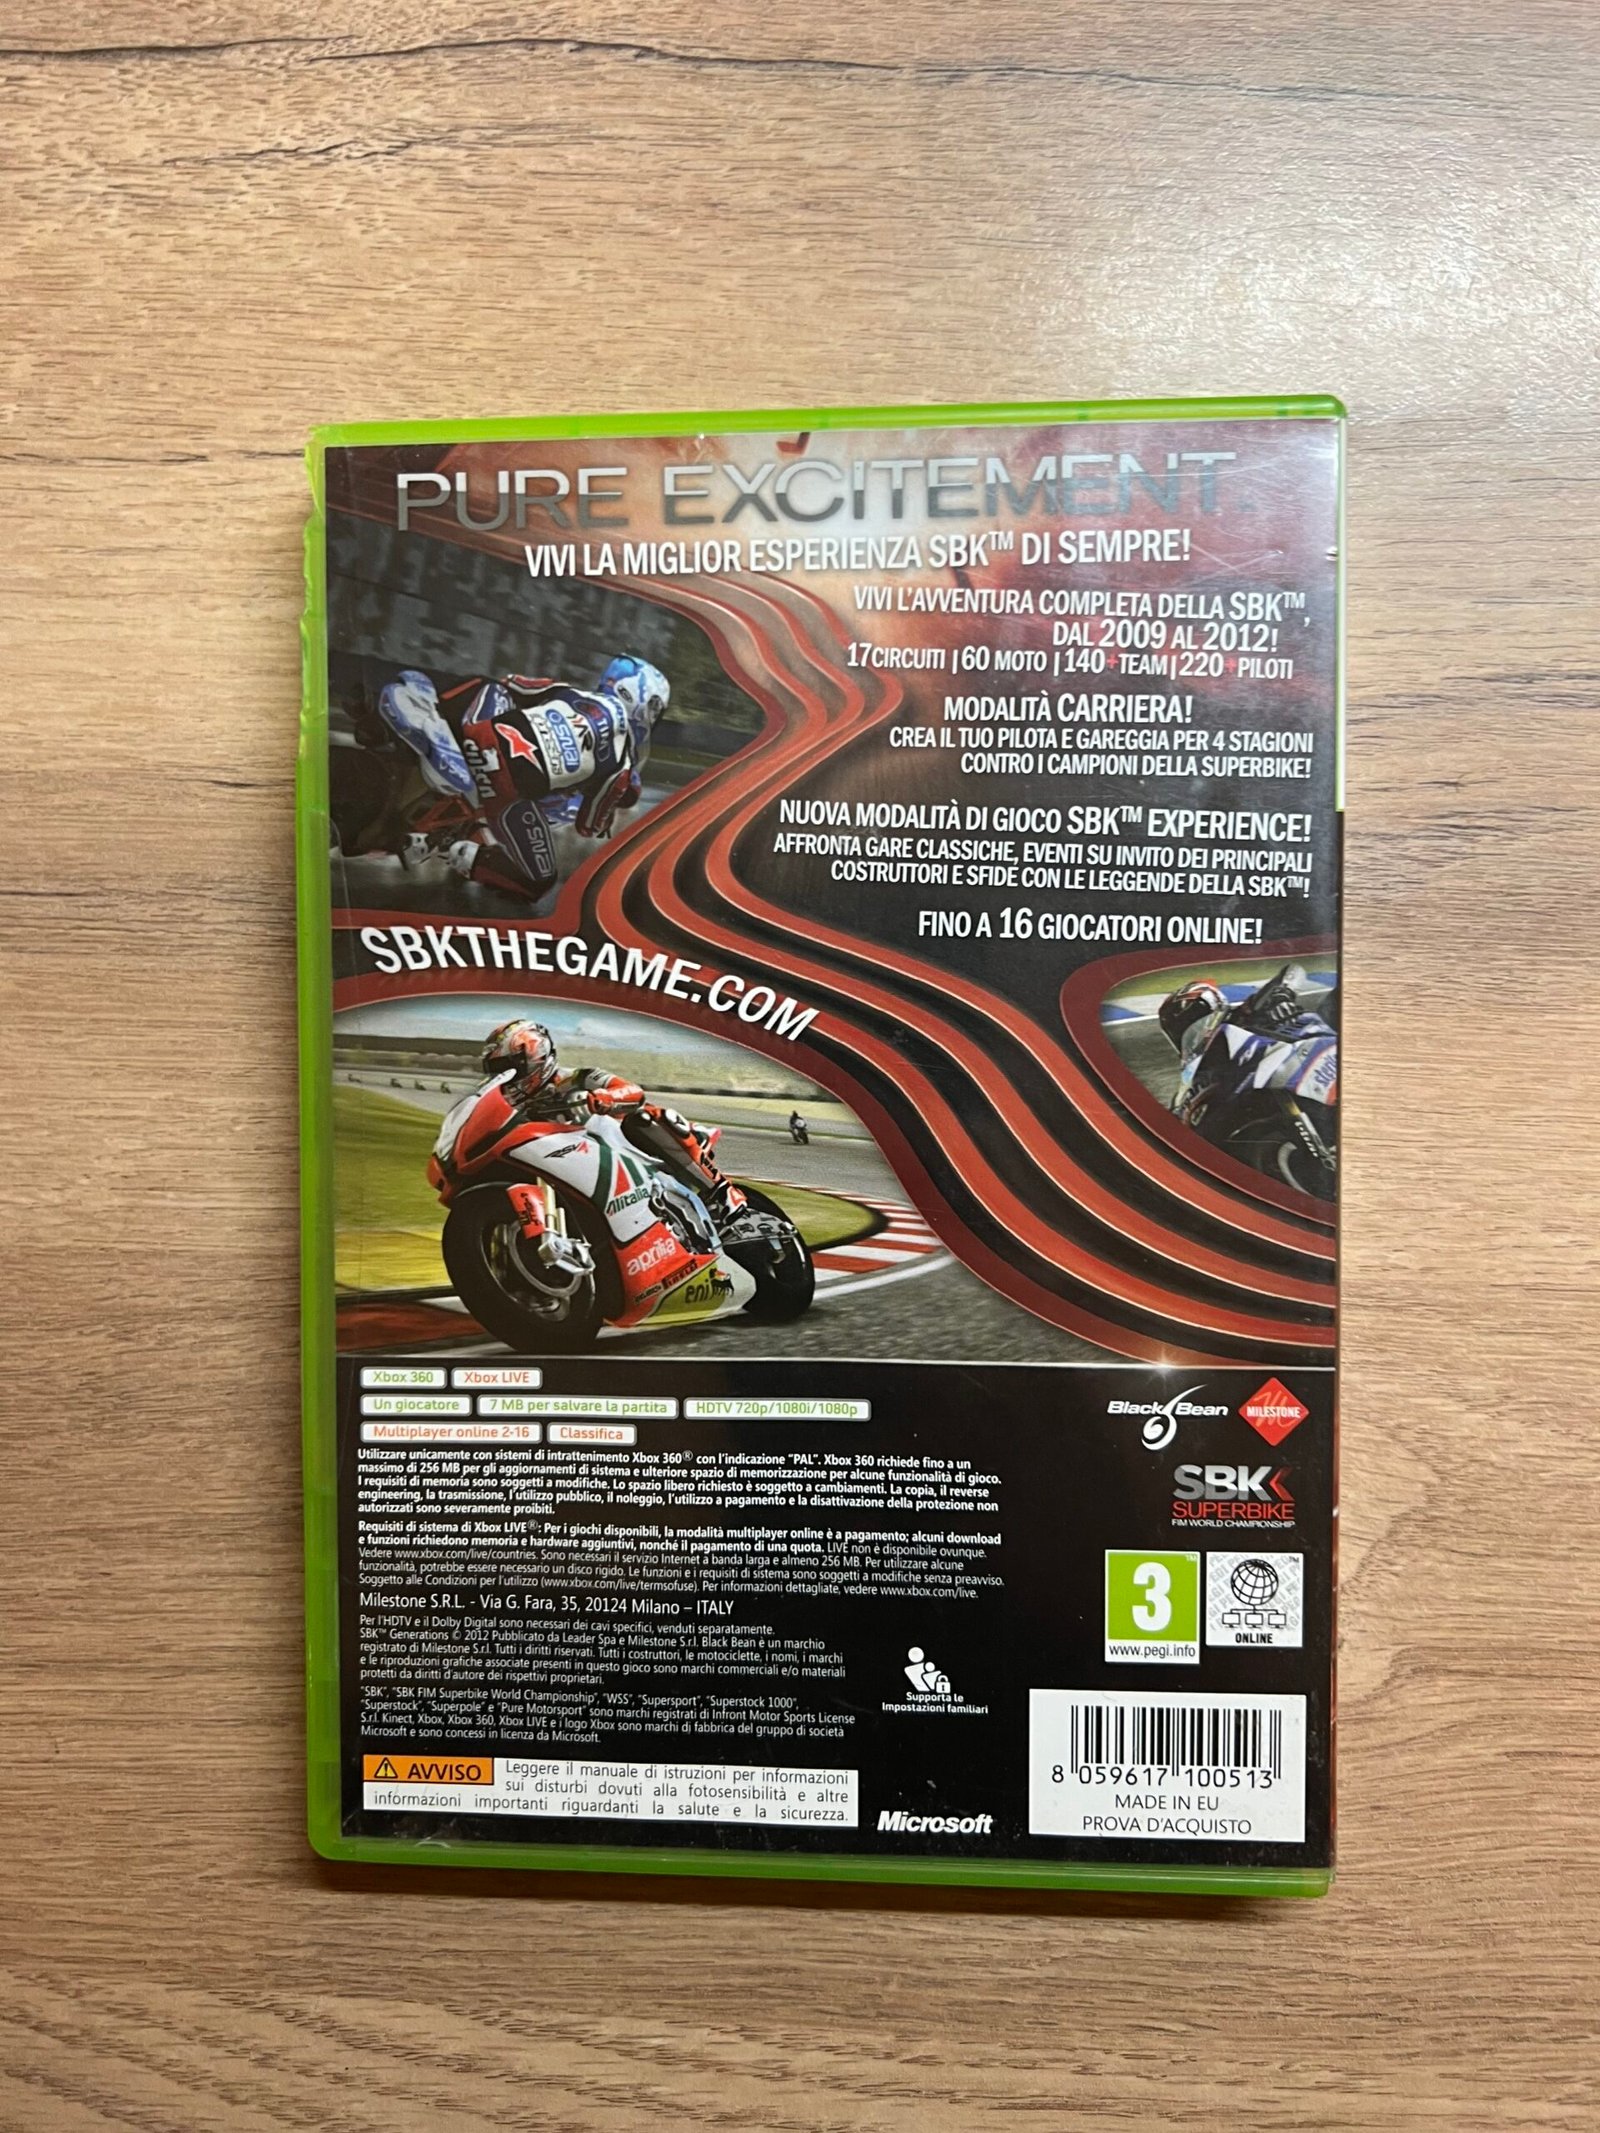 PURE EXCITEMENT.
VIVI LA MIGLIOR ESPERIENZA SBK™ DI SEMPRE!
VIVI L'AVVENTURA COMPLETA DELLA SBK™,
DAL 2009 AL 2012!
17 CIRCUITI | 60 MOTO | 140+ TEAM | 220+ PILOTI
MODALITÀ CARRIERA!
CREA IL TUO PILOTA E GAREGGIA PER 4 STAGIONI
CONTRO I CAMPIONI DELLA SUPERBIKE!
NUOVA MODALITÀ DI GIOCO SBK™ EXPERIENCE!
AFFRONTA GARE CLASSICHE, EVENTI SU INVITO DEI PRINCIPALI
COSTRUTTORI E SFIDE CON LE LEGGENDE DELLA SBK™!
FINO A 16 GIOCATORI ONLINE!
SBKTHEGAME.COM
RSV4
Alitalia
aprilia
eni
Xbox 360 Xbox LIVE
Un giocatore 7 MB per salvare la partita HDTV 720p/1080i/1080p
Multiplayer online 2-16 Classifica
Black Bean
MILESTONE
SBK
SUPERBIKE
FIM WORLD CHAMPIONSHIP
Utilizzare unicamente con sistemi di intrattenimento Xbox 360® con l'indicazione "PAL". Xbox 360 richiede fino a un
massimo di 256 MB per gli aggiornamenti di sistema e ulteriore spazio di memorizzazione per alcune funzionalità di gioco.
I requisiti di memoria sono soggetti a modifiche. Lo spazio libero richiesto è soggetto a cambiamenti. La copia, il reverse
engineering, la trasmissione, l'utilizzo pubblico, il noleggio, l'utilizzo a pagamento e la disattivazione della protezione non
autorizzati sono severamente proibiti.
Requisiti di sistema di Xbox LIVE®: Per i giochi disponibili, la modalità multiplayer online è a pagamento; alcuni download
e funzioni richiedono memoria e hardware aggiuntivi, nonché il pagamento di una quota. LIVE non è disponibile ovunque.
Vedere www.xbox.com/live/countries. Sono necessari il servizio Internet a banda larga e almeno 256 MB. Per utilizzare alcune
funzionalità, potrebbe essere necessario un disco rigido. Le funzioni e i requisiti di sistema sono soggetti a modifiche senza preavviso.
Soggetto alle Condizioni per l'utilizzo (www.xbox.com/live/termsofuse). Per informazioni dettagliate, vedere www.xbox.com/live.
Milestone S.R.L. - Via G. Fara, 35, 20124 Milano – ITALY
Per l'HDTV e il Dolby Digital sono necessari dei cavi specifici, venduti separatamente.
SBK™ Generations © 2012 Pubblicato da Leader Spa e Milestone S.r.l. Black Bean è un marchio
registrato di Milestone S.r.l. Tutti i diritti riservati. Tutti i costruttori, le motociclette, i nomi, i marchi
e le riproduzioni grafiche associate presenti in questo gioco sono marchi commerciali e/o materiali
protetti da diritti d'autore dei rispettivi proprietari.
"SBK", "SBK FIM Superbike World Championship", "WSS", "Supersport", "Superstock 1000",
"Superstock", "Superpole" e "Pure Motorsport" sono marchi registrati di Infront Motor Sports License
S.r.l. Kinect, Xbox, Xbox 360, Xbox LIVE e i logo Xbox sono marchi di fabbrica del gruppo di società
Microsoft e sono concessi in licenza da Microsoft.
3
www.pegi.info
ONLINE
Supporta le
Impostazioni familiari
AVVISO
Leggere il manuale di istruzioni per informazioni
sui disturbi dovuti alla fotosensibilità e altre
informazioni importanti riguardanti la salute e la sicurezza.
Microsoft
8 059617 100513
MADE IN EU
PROVA D'ACQUISTO